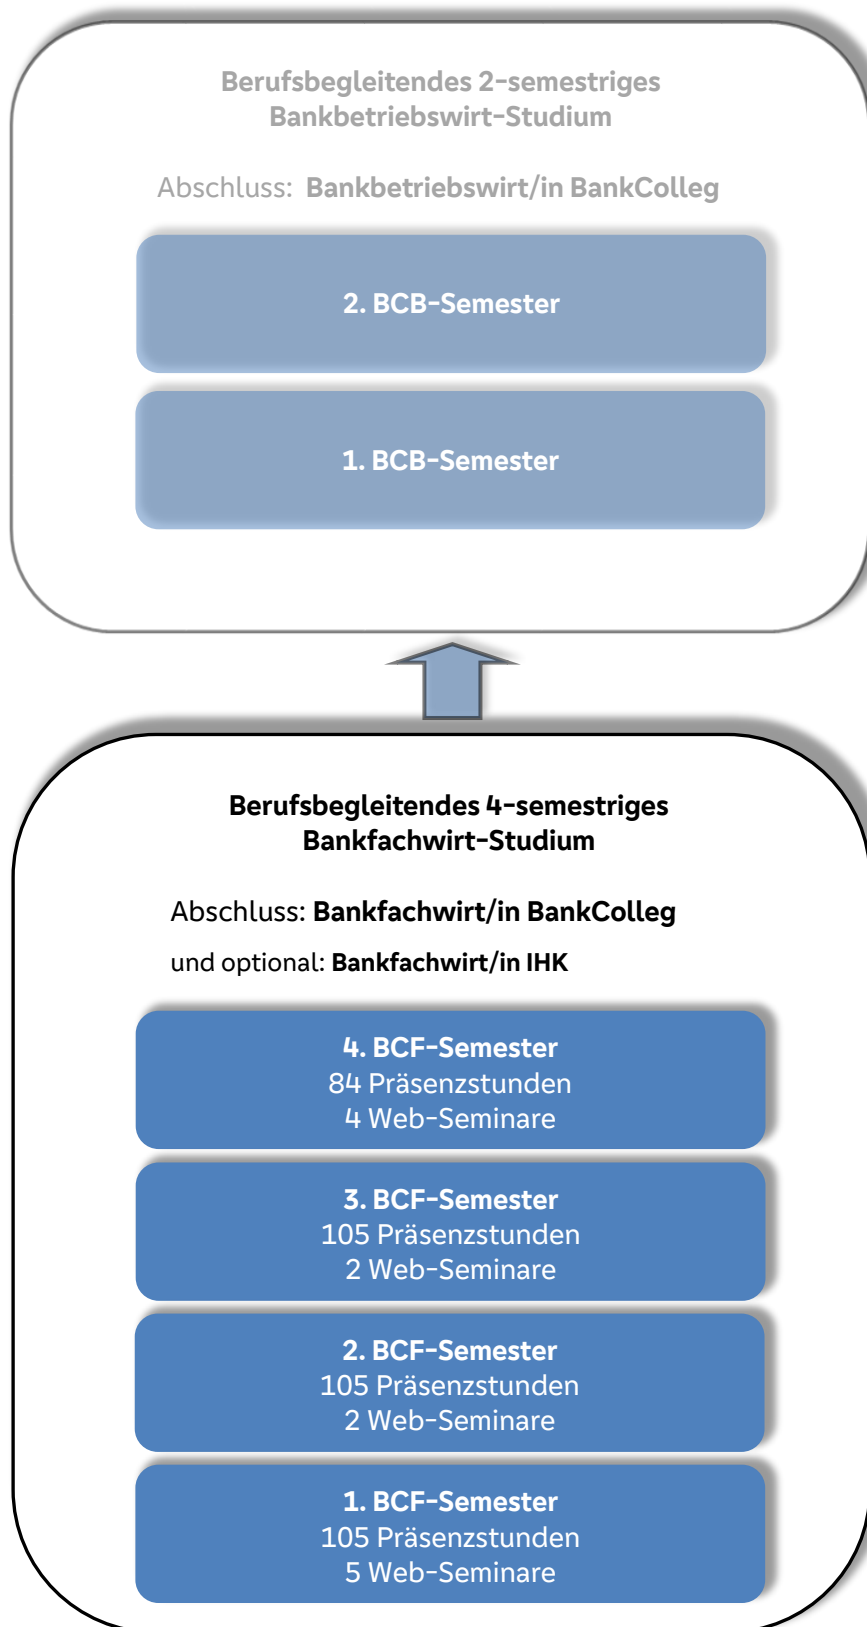 Berufsbegleitendes 2-semestriges
Bankbetriebswirt-Studium
Abschluss: Bankbetriebswirt/in BankColleg
2. BCB-Semester
1. BCB-Semester
Berufsbegleitendes 4-semestriges
Bankfachwirt-Studium
Abschluss: Bankfachwirt/in BankColleg
und optional: Bankfachwirt/in IHK
4. BCF-Semester
84 Präsenzstunden
4 Web-Seminare
3. BCF-Semester
105 Präsenzstunden
2 Web-Seminare
2. BCF-Semester
105 Präsenzstunden
2 Web-Seminare
1. BCF-Semester
105 Präsenzstunden
5 Web-Seminare